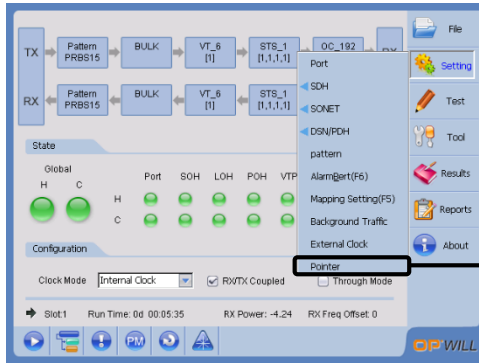 File
TX
Pattern
PRBS15
BULK
VT_6
[1]
STS_1
[1,1,1,1]
OC_192
RX
Pattern
PRBS15
BULK
VT_6
[1]
STS_1
[1,1,1,1]
Port
SDH
SONET
DSN/PDH
pattern
AlarmBert(F6)
Mapping Setting(F5)
Background Traffic
External Clock
Pointer
Setting
Test
Tool
Results
Reports
About
State
Global
H C
Port SOH LOH POH VTP
H
C
Configuration
Clock Mode Internal Clock RX/TX Coupled Through Mode
Slot:1 Run Time: 0d 00:05:35 RX Power: -4.24 RX Freq Offset: 0
PM
OPWILL